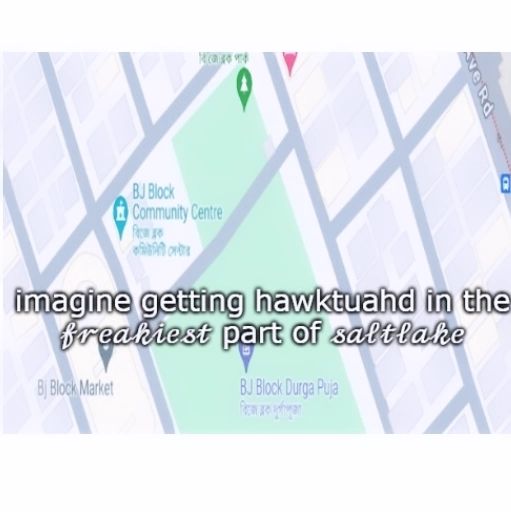 বিজে ব্লক পার্ক
Ave Rd
BJ Block
Community Centre
বিজে ব্লক
কমিউনিটি সেন্টার
imagine getting hawktuahd in the
freakiest part of saltlake
Bj Block Market
BJ Block Durga Puja
বিজে ব্লক দুর্গাপূজা